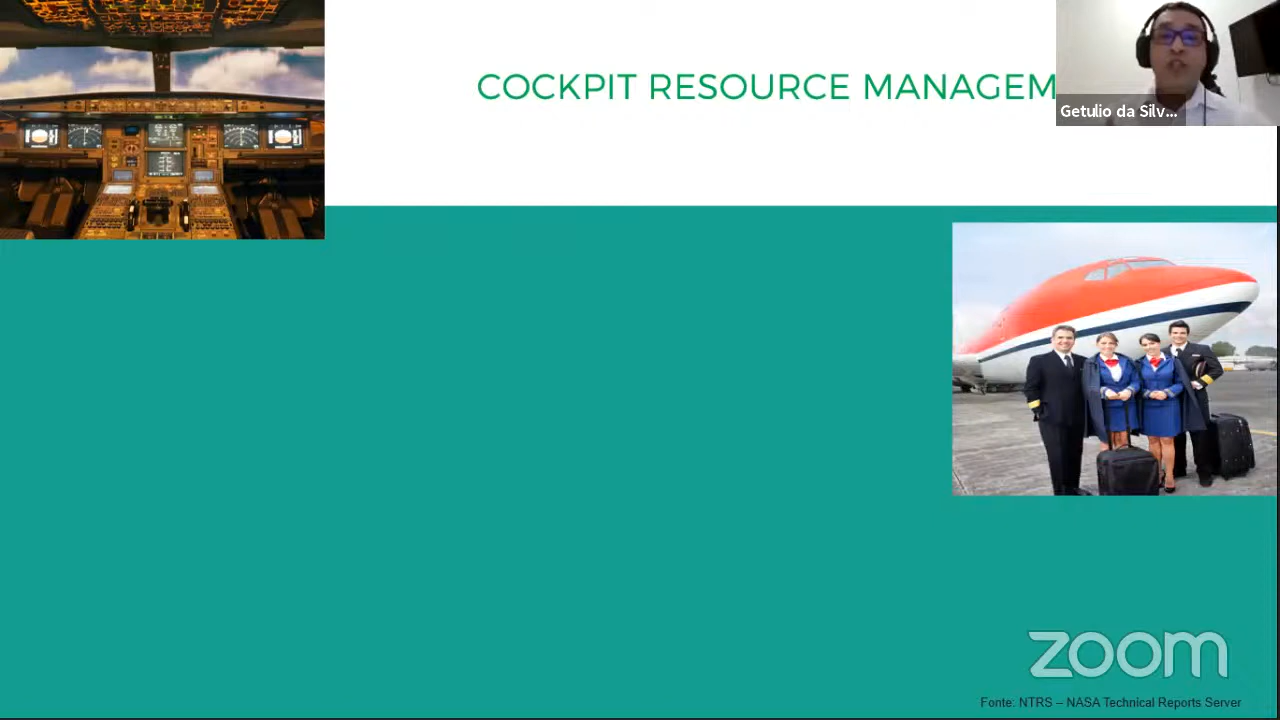 COCKPIT RESOURCE MANAGEM
Getulio da Silv...
zoom
Fonte: NTRS – NASA Technical Reports Server